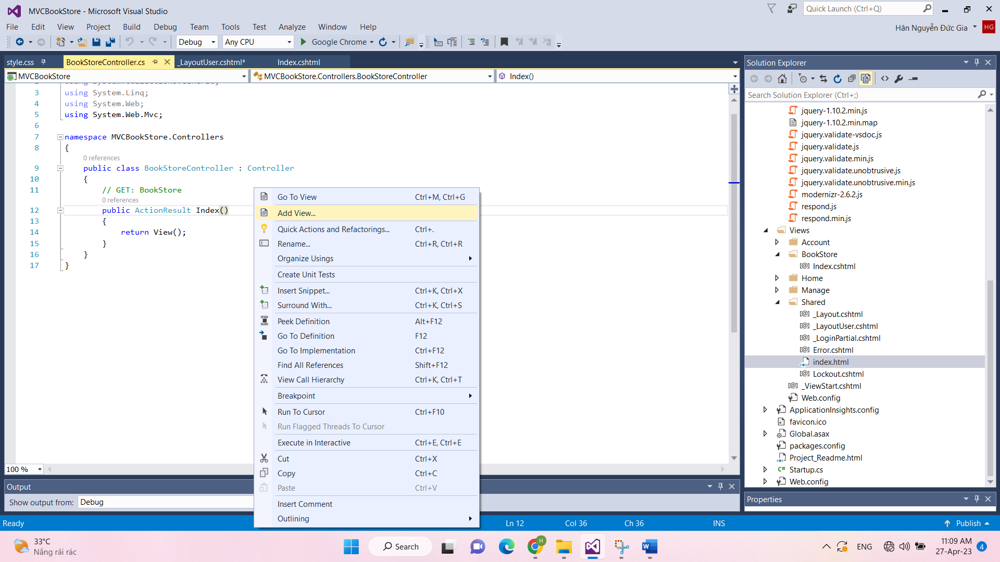 MVCBookStore - Microsoft Visual Studio
Quick Launch (Ctrl+Q)
File Edit View Project Build Debug Team Tools Test Analyze Window Help
Hân Nguyễn Đức Gia HG
Debug Any CPU Google Chrome
style.css BookStoreController.cs _LayoutUser.cshtml* Index.cshtml
MVCBookStore MVCBookStore.Controllers.BookStoreController Index()
3 using System.Linq;
4 using System.Web;
5 using System.Web.Mvc;
6
7 namespace MVCBookStore.Controllers
8 {
0 references
9 public class BookStoreController : Controller
10 {
11 // GET: BookStore
0 references
12 public ActionResult Index()
13 {
14 return View();
15 }
16 }
17 }
Go To View Ctrl+M, Ctrl+G
Add View...
Quick Actions and Refactorings... Ctrl+.
Rename... Ctrl+R, Ctrl+R
Organize Usings
Create Unit Tests
Insert Snippet... Ctrl+K, Ctrl+X
Surround With... Ctrl+K, Ctrl+S
Peek Definition Alt+F12
Go To Definition F12
Go To Implementation Ctrl+F12
Find All References Shift+F12
View Call Hierarchy Ctrl+K, Ctrl+T
Breakpoint
Run To Cursor Ctrl+F10
Run Flagged Threads To Cursor
Execute in Interactive Ctrl+E, Ctrl+E
Cut Ctrl+X
Copy Ctrl+C
Paste Ctrl+V
Insert Comment
Outlining
Solution Explorer
Search Solution Explorer (Ctrl+;)
jquery-1.10.2.min.js
jquery-1.10.2.min.map
jquery.validate-vsdoc.js
jquery.validate.js
jquery.validate.min.js
jquery.validate.unobtrusive.js
jquery.validate.unobtrusive.min.js
modernizr-2.6.2.js
respond.js
respond.min.js
Views
Account
BookStore
Index.cshtml
Home
Manage
Shared
_Layout.cshtml
_LayoutUser.cshtml
_LoginPartial.cshtml
Error.cshtml
index.html
Lockout.cshtml
_ViewStart.cshtml
Web.config
ApplicationInsights.config
favicon.ico
Global.asax
packages.config
Project_Readme.html
Startup.cs
Web.config
Properties
100 %
Output
Show output from: Debug
Ready Ln 12 Col 36 Ch 36 INS Publish
33°C
Nắng rải rác
Search
ENG
11:09 AM
27-Apr-23
4